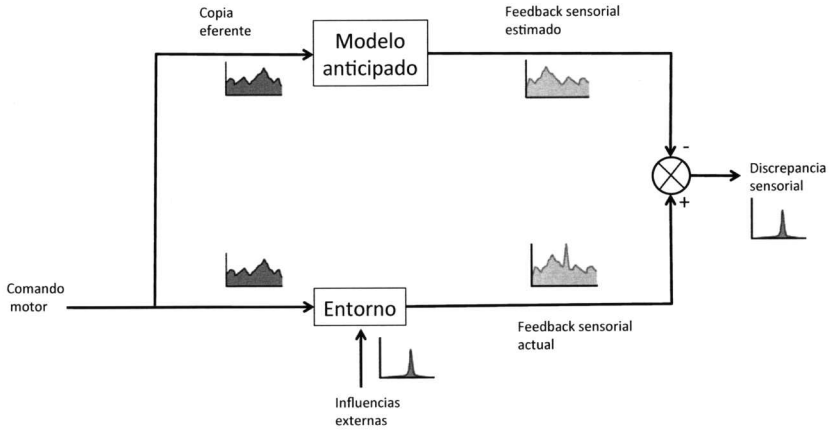 Copia
eferente
Modelo
anticipado
Feedback sensorial
estimado
-
+
Discrepancia
sensorial
Comando
motor
Entorno
Feedback sensorial
actual
Influencias
externas